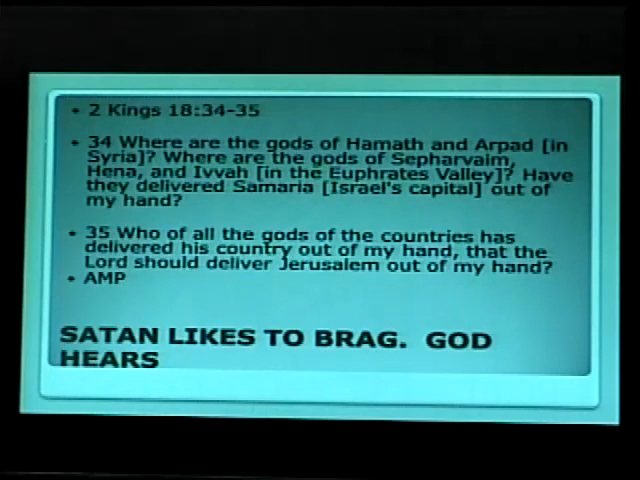 • 2 Kings 18:34-35
• 34 Where are the gods of Hamath and Arpad [in
Syria]? Where are the gods of Sepharvaim,
Hena, and Ivvah [in the Euphrates Valley]? Have
they delivered Samaria [Israel's capital] out of
my hand?
• 35 Who of all the gods of the countries has
delivered his country out of my hand, that the
Lord should deliver Jerusalem out of my hand?
• AMP
SATAN LIKES TO BRAG. GOD
HEARS